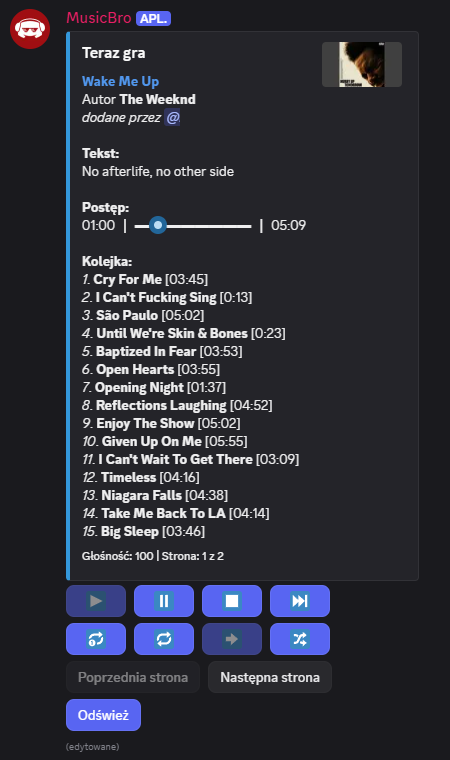 MusicBro APL.
Teraz gra
Wake Me Up
Autor The Weeknd
dodane przez @
Tekst:
No afterlife, no other side
Postęp:
01:00 | | 05:09
Kolejka:
1. Cry For Me [03:45]
2. I Can't Fucking Sing [0:13]
3. São Paulo [05:02]
4. Until We're Skin & Bones [0:23]
5. Baptized In Fear [03:53]
6. Open Hearts [03:55]
7. Opening Night [01:37]
8. Reflections Laughing [04:52]
9. Enjoy The Show [05:02]
10. Given Up On Me [05:55]
11. I Can't Wait To Get There [03:09]
12. Timeless [04:16]
13. Niagara Falls [04:38]
14. Take Me Back To LA [04:14]
15. Big Sleep [03:46]
Głośność: 100 | Strona: 1 z 2
Poprzednia strona Następna strona
Odśwież
(edytowane)